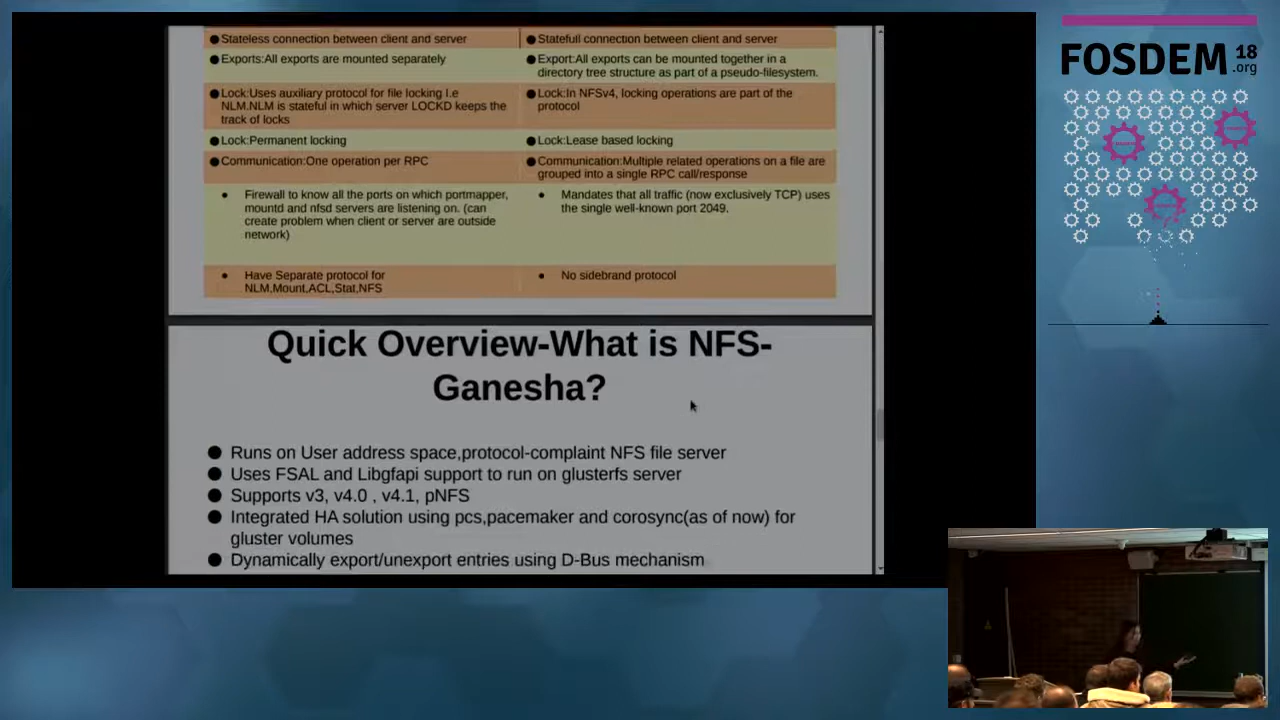 Stateless connection between client and server
Statefull connection between client and server
Exports:All exports are mounted separately
Export:All exports can be mounted together in a
directory tree structure as part of a pseudo-filesystem.
Lock:Uses auxiliary protocol for file locking I.e
NLM.NLM is stateful in which server LOCKD keeps the
track of locks
Lock:In NFSv4, locking operations are part of the
protocol
Lock:Permanent locking
Lock:Lease based locking
Communication:One operation per RPC
Communication:Multiple related operations on a file are
grouped into a single RPC call/response
Firewall to know all the ports on which portmapper,
mountd and nfsd servers are listening on. (can
create problem when client or server are outside
network)
Mandates that all traffic (now exclusively TCP) uses
the single well-known port 2049.
Have Separate protocol for
NLM,Mount,ACL,Stat,NFS
No sidebrand protocol
Quick Overview-What is NFS-
Ganesha?
Runs on User address space,protocol-complaint NFS file server
Uses FSAL and Libgfapi support to run on glusterfs server
Supports v3, v4.0 , v4.1, pNFS
Integrated HA solution using pcs,pacemaker and corosync(as of now) for
gluster volumes
Dynamically export/unexport entries using D-Bus mechanism
FOSDEM 18
.org